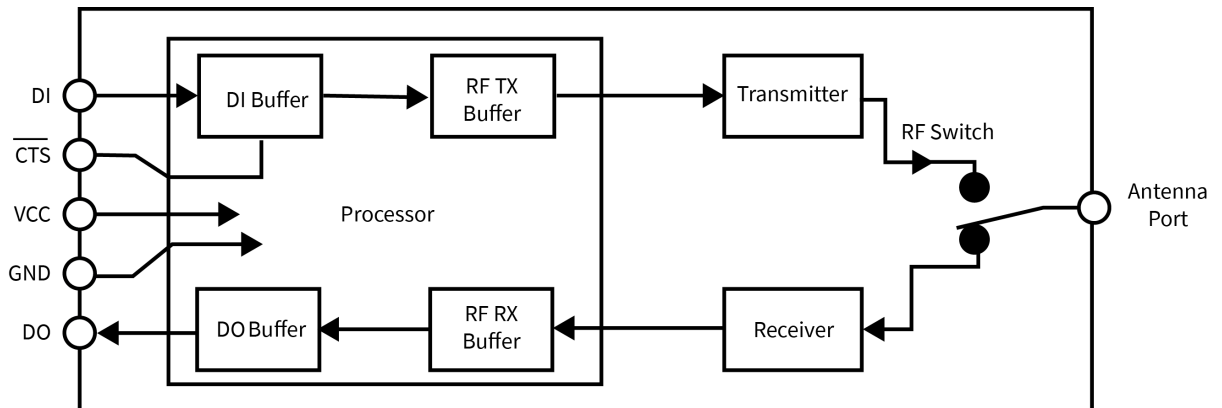 DI
CTS
VCC
GND
DO
DI Buffer
RF TX
Buffer
Transmitter
RF Switch
Processor
Antenna
Port
DO Buffer
RF RX
Buffer
Receiver